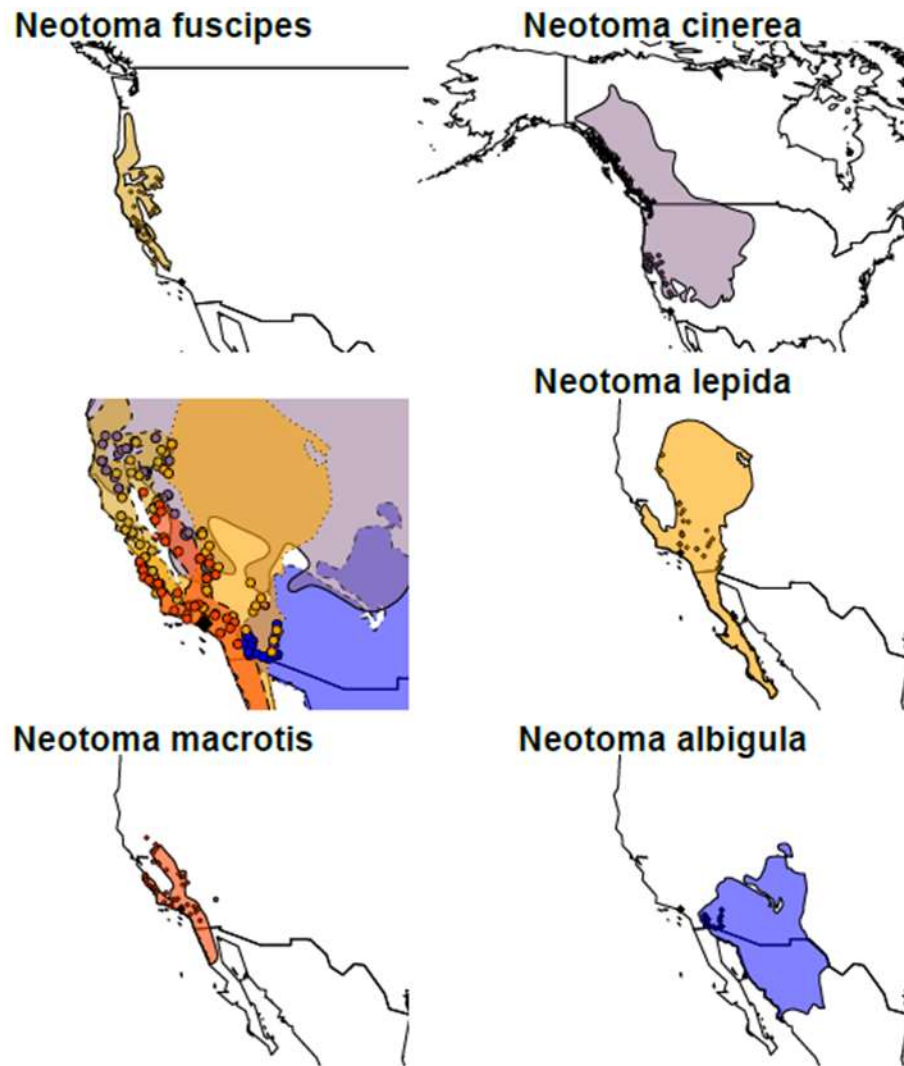 Neotoma fuscipes
Neotoma cinerea
Neotoma lepida
Neotoma macrotis
Neotoma albigula